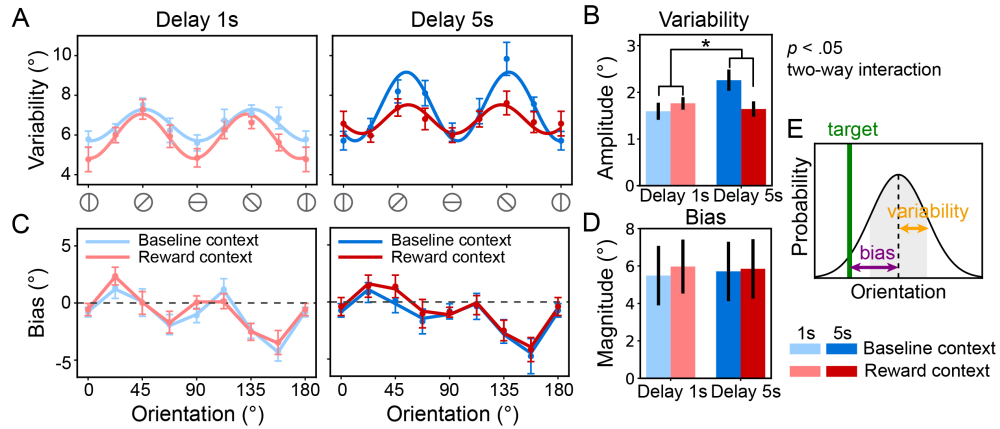 A
Delay 1s
Delay 5s
Variability (°)
10
8
6
4
B
Variability
Amplitude (°)
3
2
1
0
*
Delay 1s Delay 5s
p < .05
two-way interaction
C
Bias (°)
5
0
-5
Baseline context
Reward context
Baseline context
Reward context
0 45 90 135 180
0 45 90 135 180
Orientation (°)
Orientation (°)
D
Bias
Magnitude (°)
8
6
4
2
0
Delay 1s Delay 5s
E
target
Probability
variability
bias
Orientation
1s 5s
Baseline context
Reward context